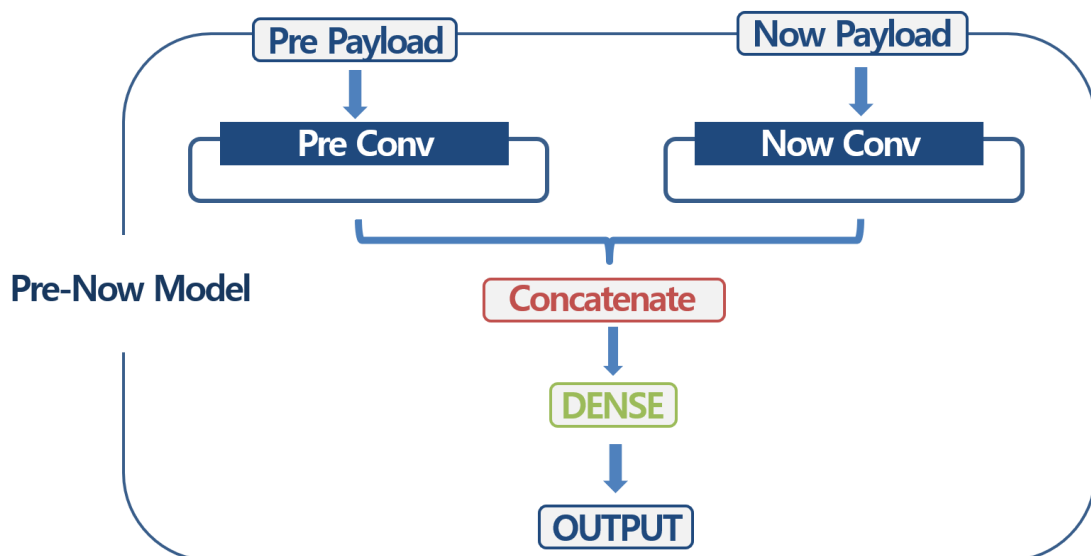 Pre Payload
Now Payload
Pre Conv
Now Conv
Pre-Now Model
Concatenate
DENSE
OUTPUT